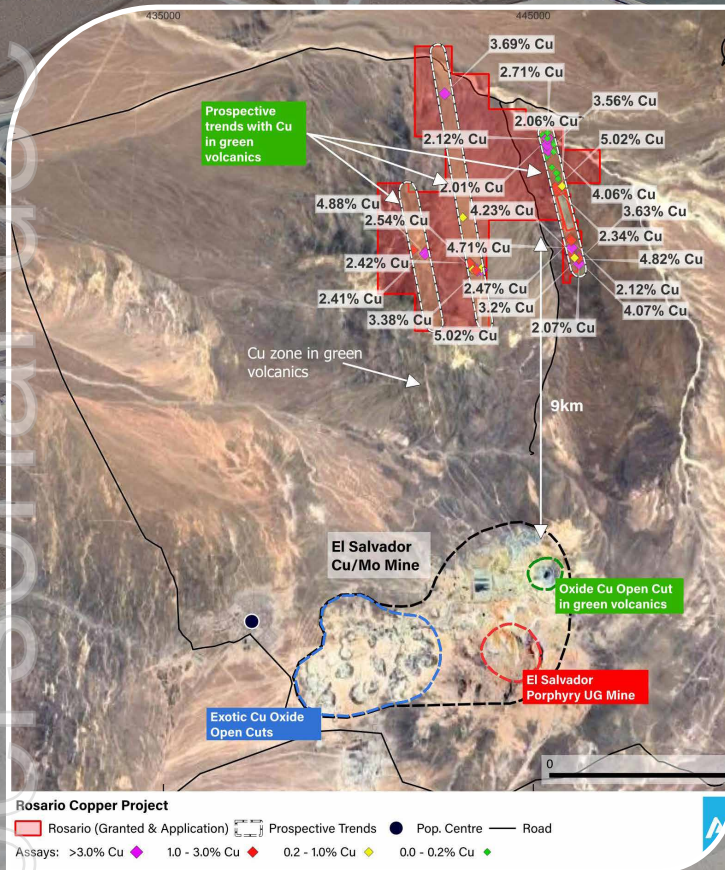 435000
445000
3.69% Cu
2.71% Cu
3.56% Cu
2.06% Cu
2.12% Cu
5.02% Cu
Prospective
trends with Cu
in green
volcanics
2.01% Cu
4.06% Cu
4.88% Cu
4.23% Cu
3.63% Cu
2.54% Cu
2.34% Cu
4.71% Cu
4.82% Cu
2.42% Cu
2.47% Cu
2.12% Cu
2.41% Cu
3.2% Cu
4.07% Cu
3.38% Cu
2.07% Cu
5.02% Cu
Cu zone in green
volcanics
9km
El Salvador
Cu/Mo Mine
Oxide Cu Open Cut
in green volcanics
El Salvador
Porphyry UG Mine
Exotic Cu Oxide
Open Cuts
0
Rosario Copper Project
Rosario (Granted & Application)
Prospective Trends
Pop. Centre
Road
Assays: >3.0% Cu
1.0 - 3.0% Cu
0.2 - 1.0% Cu
0.0 - 0.2% Cu